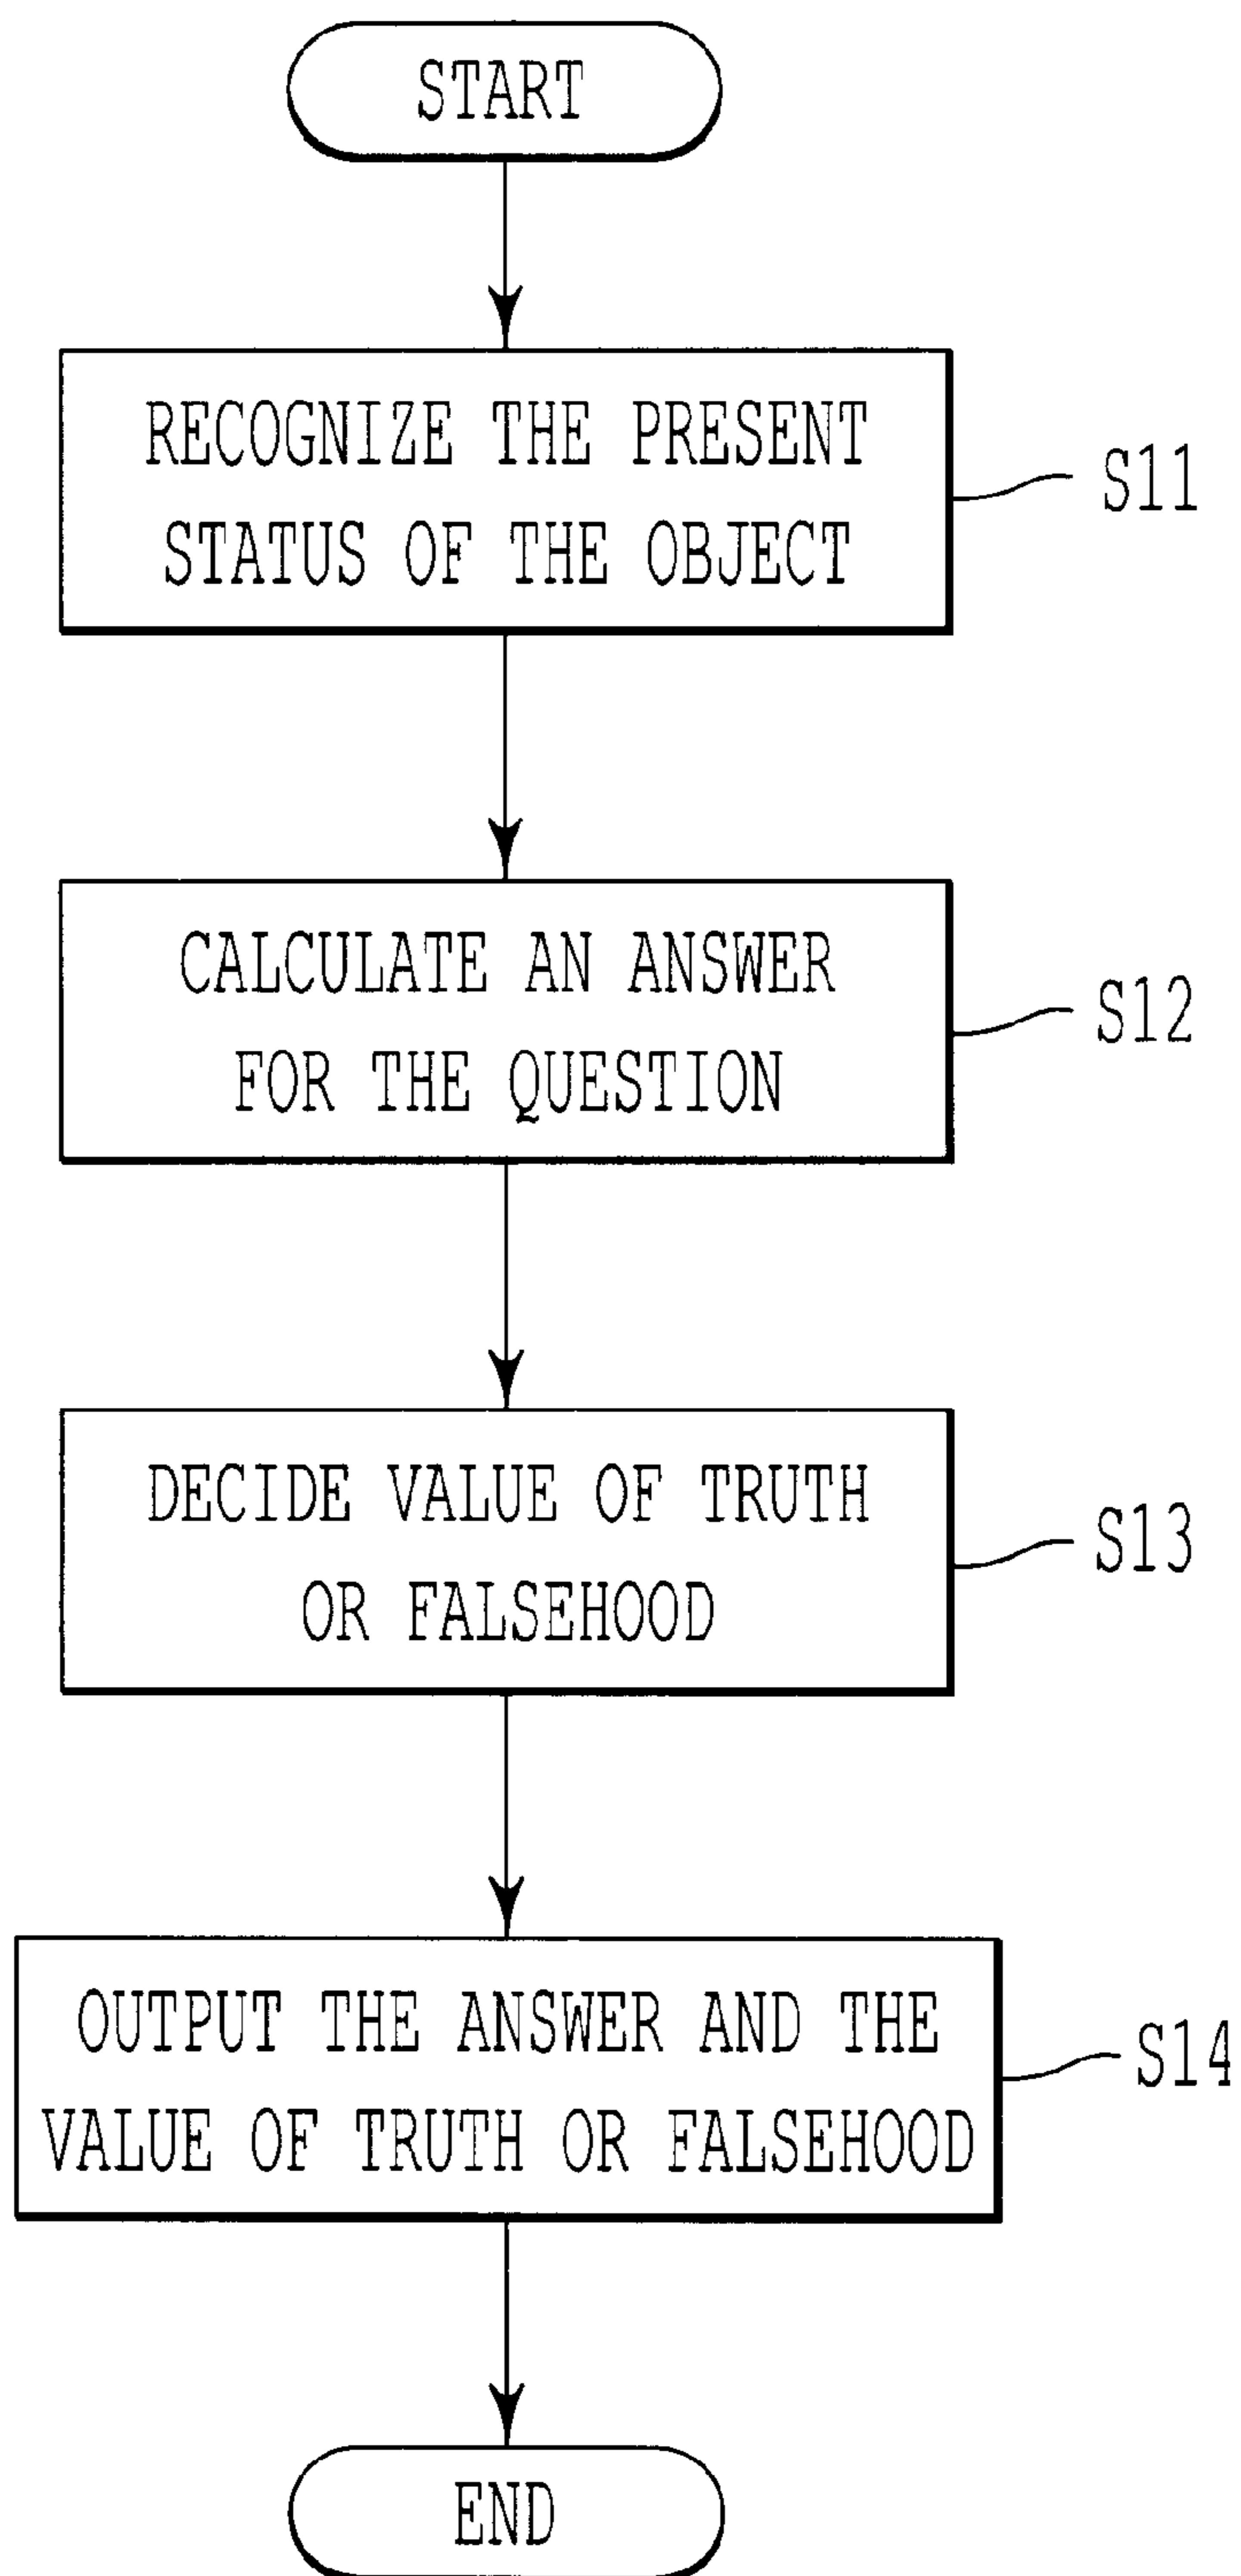 START
RECOGNIZE THE PRESENT
STATUS OF THE OBJECT
S11
CALCULATE AN ANSWER
FOR THE QUESTION
S12
DECIDE VALUE OF TRUTH
OR FALSEHOOD
S13
OUTPUT THE ANSWER AND THE
VALUE OF TRUTH OR FALSEHOOD
S14
END